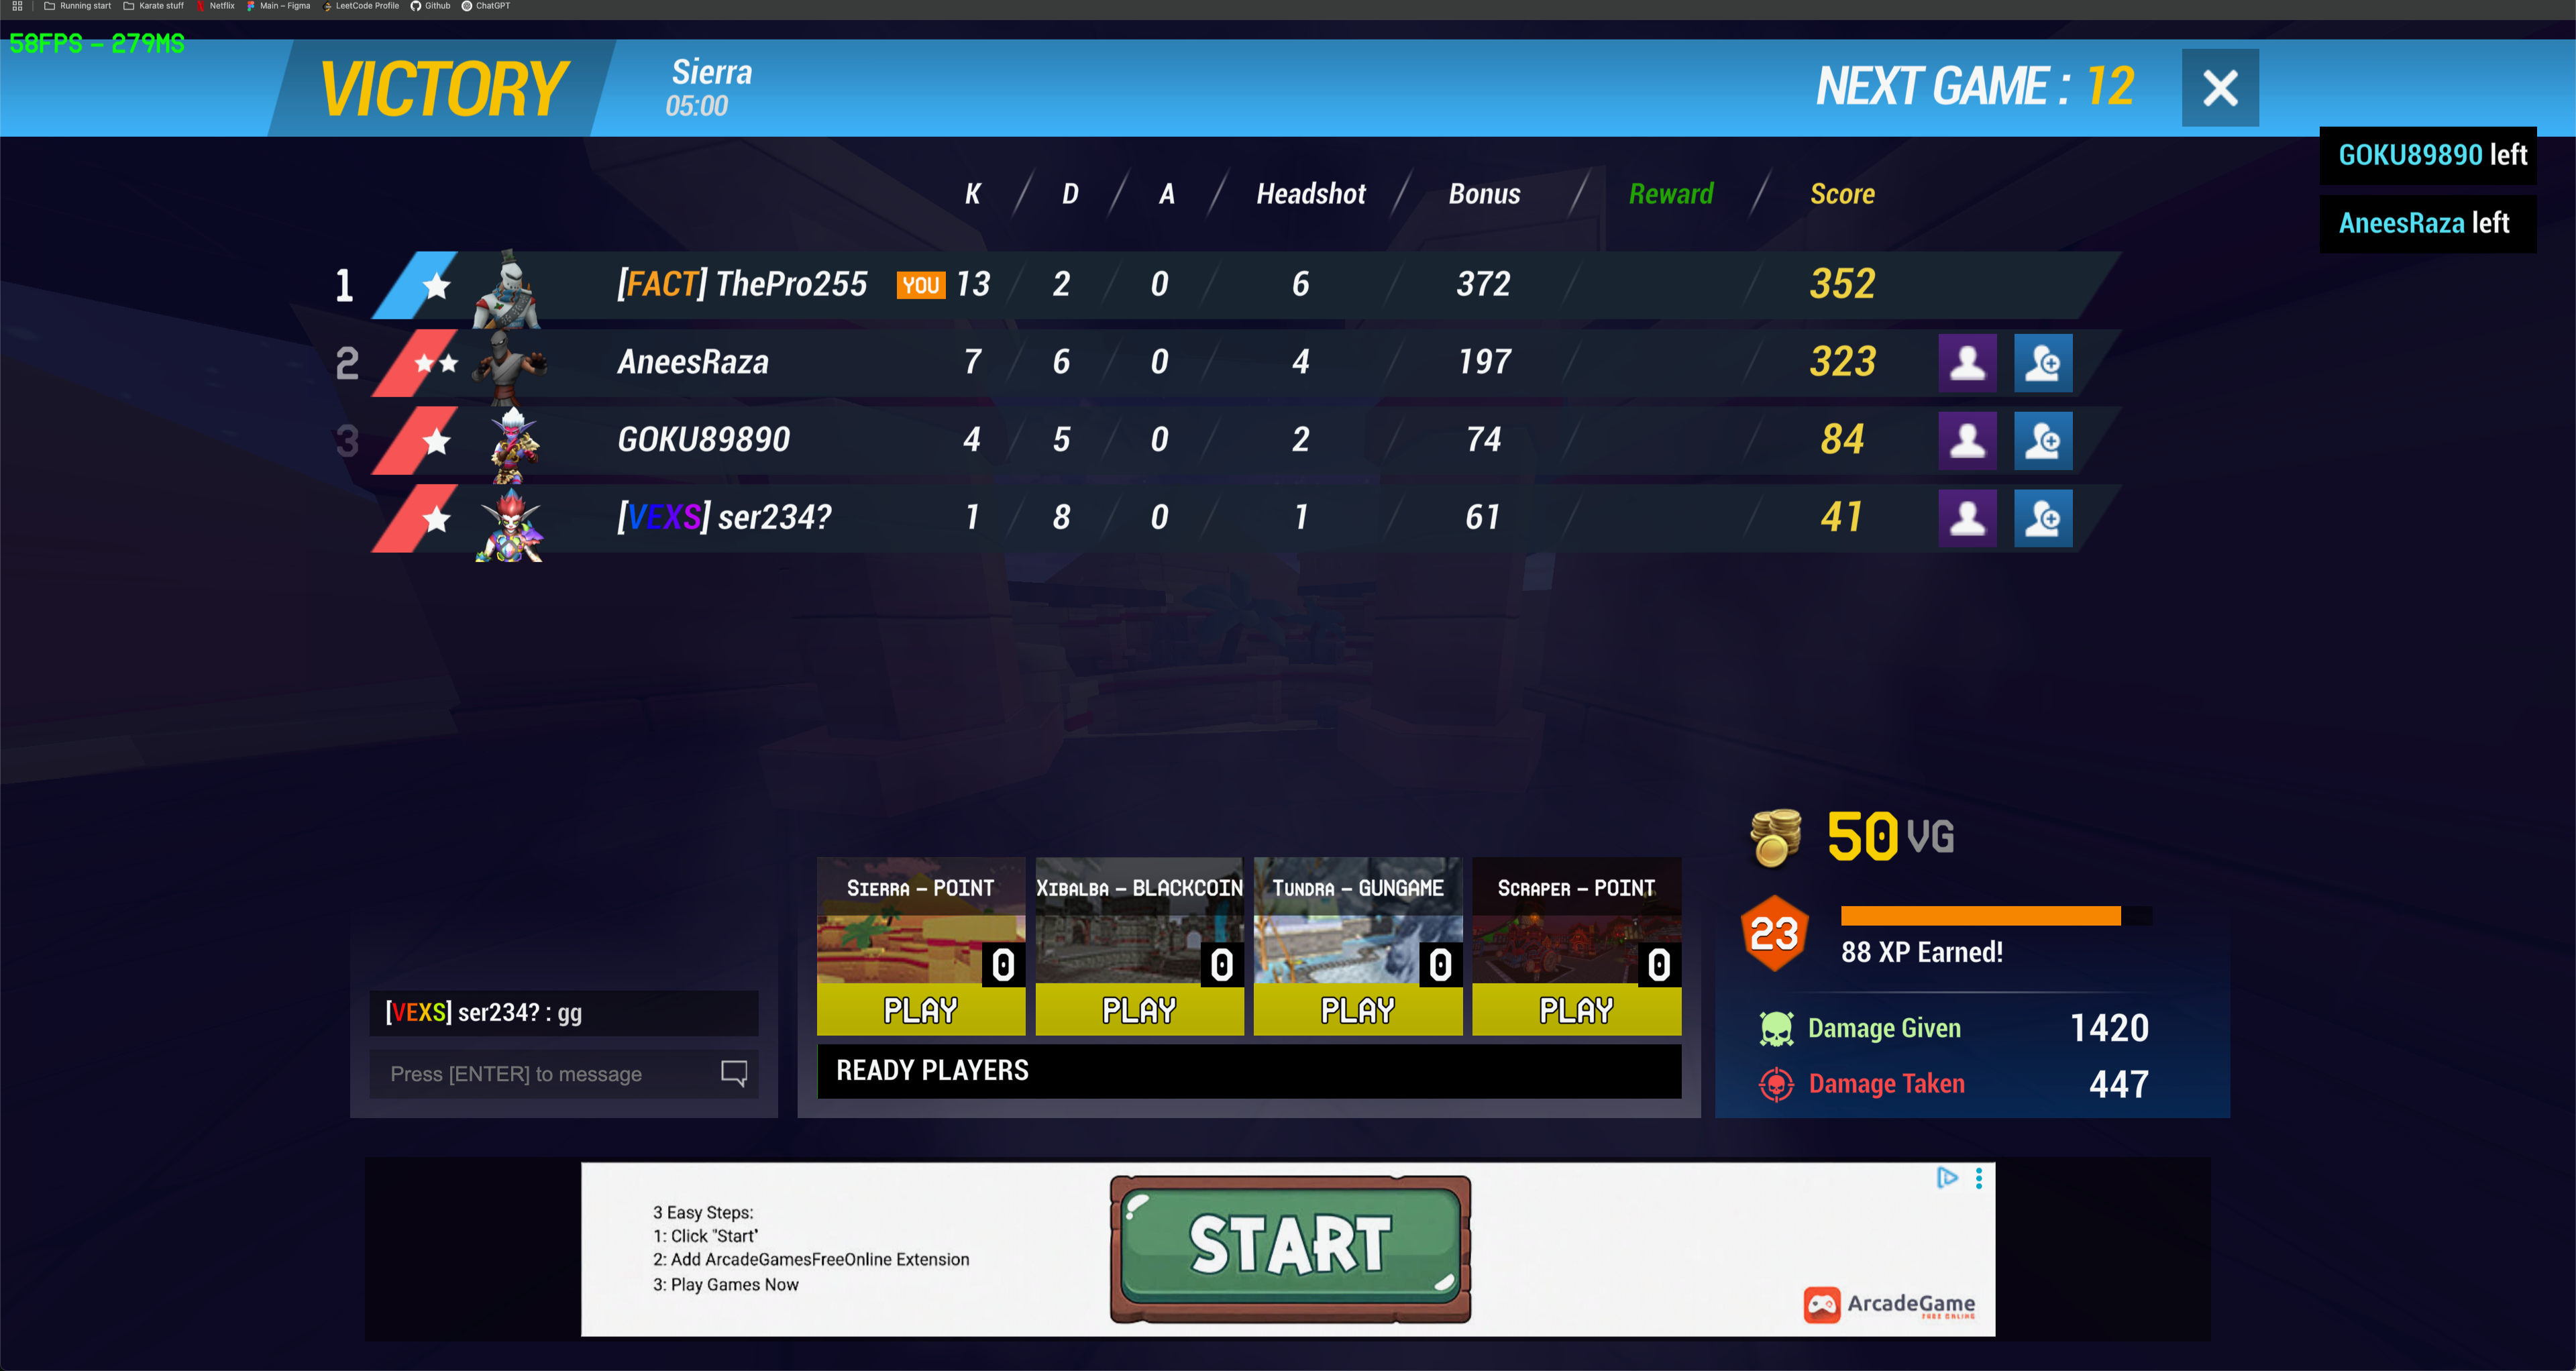 Running start Karate stuff Netflix Main – Figma LeetCode Profile Github ChatGPT
58FPS – 279MS
VICTORY Sierra NEXT GAME : 12
05:00
GOKU89890 left
AneesRaza left
K / D / A / Headshot / Bonus / Reward / Score
1 [FACT] ThePro255 YOU 13 / 2 / 0 / 6 / 372 / / 352
2 AneesRaza 7 / 6 / 0 / 4 / 197 / / 323
3 GOKU89890 4 / 5 / 0 / 2 / 74 / / 84
[VEXS] ser234? 1 / 8 / 0 / 1 / 61 / / 41
50 VG
23
88 XP Earned!
Damage Given 1420
Damage Taken 447
SIERRA – POINT XIBALBA – BLACKCOIN TUNDRA – GUNGAME SCRAPER – POINT
0 0 0 0
PLAY PLAY PLAY PLAY
READY PLAYERS
[VEXS] ser234? : gg
Press [ENTER] to message
3 Easy Steps:
1: Click "Start"
2: Add ArcadeGamesFreeOnline Extension
3: Play Games Now
START
ArcadeGame
FREE ONLINE